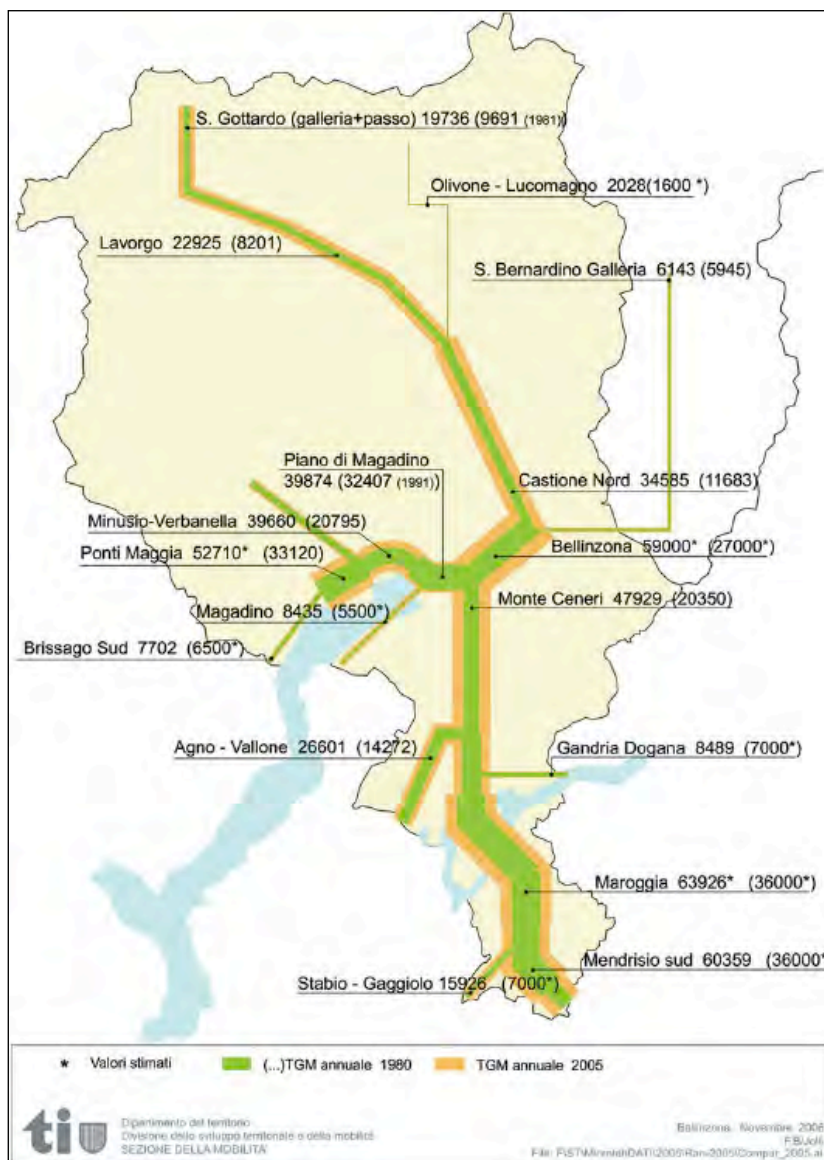 S. Gottardo (galleria+passo) 19736 (9691 (1981))
Olivone - Lucomagno 2028(1600 *)
Lavorgo 22925 (8201)
S. Bernardino Galleria 6143 (5945)
Piano di Magadino
39874 (32407 (1991))
Castione Nord 34585 (11683)
Minusio-Verbanella 39660 (20795)
Bellinzona 59000* (27000*)
Ponti Maggia 52710* (33120)
Monte Ceneri 47929 (20350)
Magadino 8435 (5500*)
Brissago Sud 7702 (6500*)
Agno - Vallone 26601 (14272)
Gandria Dogana 8489 (7000*)
Maroggia 63926* (36000*)
Mendrisio sud 60359 (36000*
Stabio - Gaggiolo 15926 (7000*)
* Valori stimati
(...)TGM annuale 1980
TGM annuale 2005
ti
Dipartimento del territorio
Divisione dello sviluppo territoriale e della mobilità
SEZIONE DELLA MOBILITA'
Bellinzona, Novembre 2006